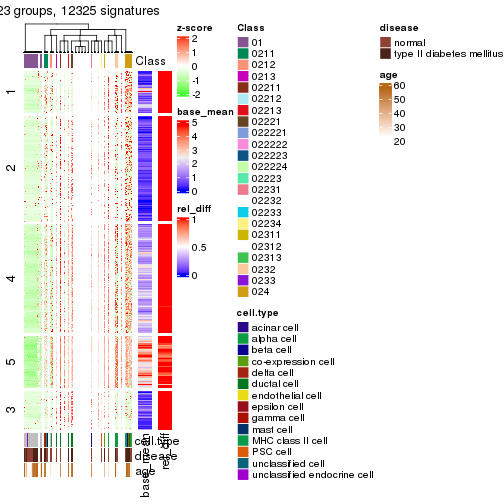 23 groups, 12325 signatures
Class
1
2
4
5
3
cell.type
disease
age
base_mean
rel_diff
z-score
2
1
0
-1
-2
base_mean
5
4
3
2
1
0
rel_diff
1
0.5
0
Class
01
0211
0212
0213
02211
02212
02213
02221
022221
022222
022223
022224
02223
02231
02232
02233
02234
02311
02312
02313
0232
0233
024
cell.type
acinar cell
alpha cell
beta cell
co-expression cell
delta cell
ductal cell
endothelial cell
epsilon cell
gamma cell
mast cell
MHC class II cell
PSC cell
unclassified cell
unclassified endocrine cell
disease
normal
type II diabetes mellitus
age
60
50
40
30
20